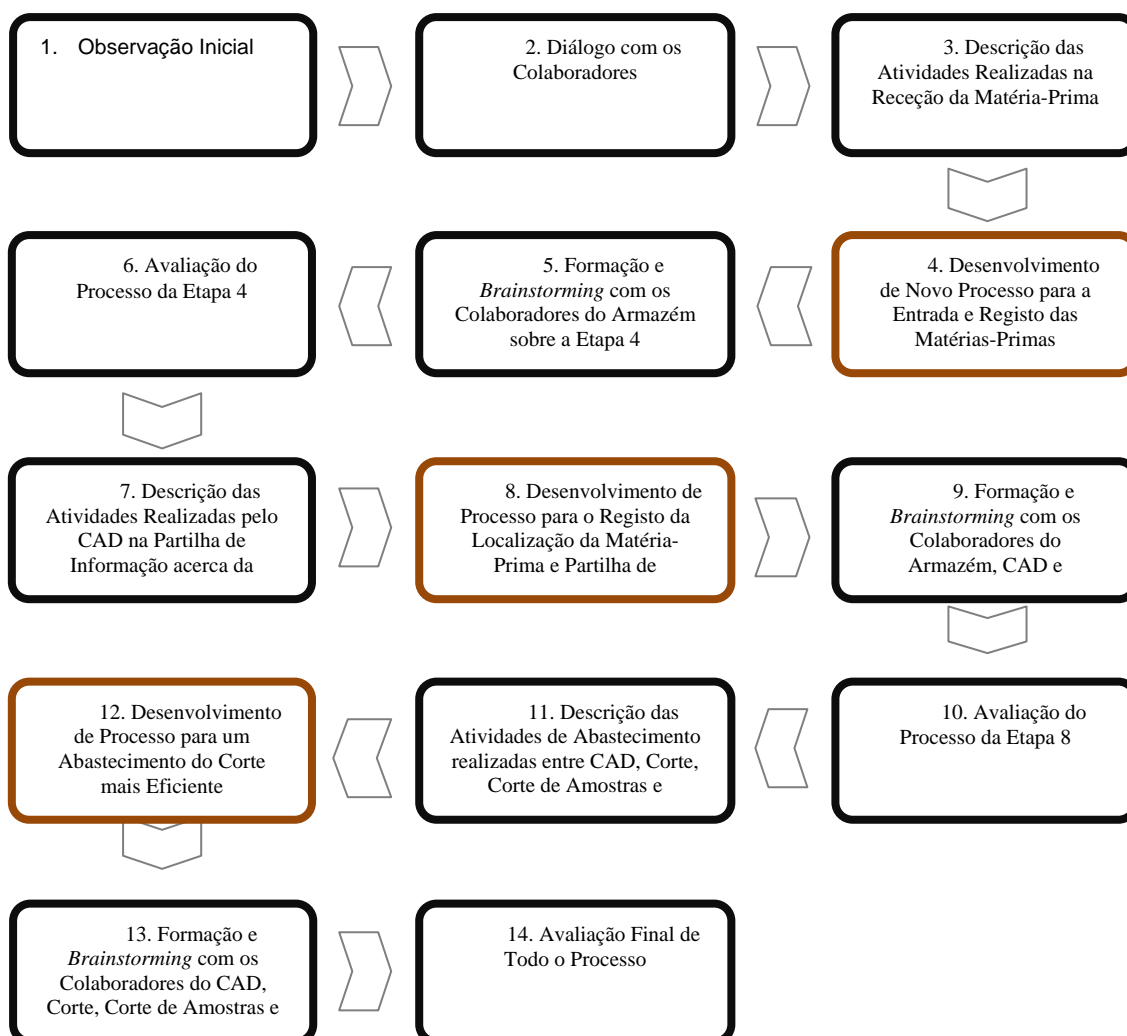 1. Observação Inicial
2. Diálogo com os
Colaboradores
3. Descrição das
Atividades Realizadas na
Receção da Matéria-Prima
4. Desenvolvimento
de Novo Processo para a
Entrada e Registo das
Matérias-Primas
5. Formação e
Brainstorming com os
Colaboradores do Armazém
sobre a Etapa 4
6. Avaliação do
Processo da Etapa 4
7. Descrição das
Atividades Realizadas pelo
CAD na Partilha de
Informação acerca da
8. Desenvolvimento de
Processo para o Registo da
Localização da Matéria-
Prima e Partilha de
9. Formação e
Brainstorming com os
Colaboradores do
Armazém, CAD e
10. Avaliação do
Processo da Etapa 8
11. Descrição das
Atividades de Abastecimento
realizadas entre CAD, Corte,
Corte de Amostras e
12. Desenvolvimento
de Processo para um
Abastecimento do Corte
mais Eficiente
13. Formação e
Brainstorming com os
Colaboradores do CAD,
Corte, Corte de Amostras e
14. Avaliação Final de
Todo o Processo